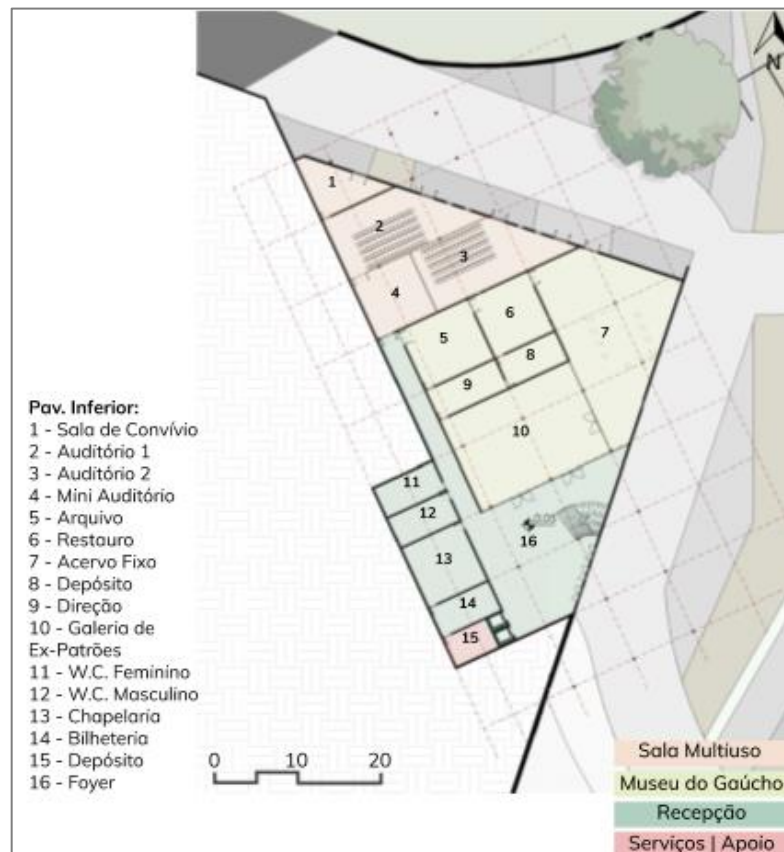 N
1
2
3
4
5
6
7
8
9
10
11
12
13
14
15
16
Pav. Inferior:
1 - Sala de Convívio
2 - Auditório 1
3 - Auditório 2
4 - Mini Auditório
5 - Arquivo
6 - Restauro
7 - Acervo Fixo
8 - Depósito
9 - Direção
10 - Galeria de
Ex-Patrões
11 - W.C. Feminino
12 - W.C. Masculino
13 - Chapelaria
14 - Bilheteria
15 - Depósito
16 - Foyer
0 10 20
Sala Multiuso
Museu do Gaúcho
Recepção
Serviços | Apoio